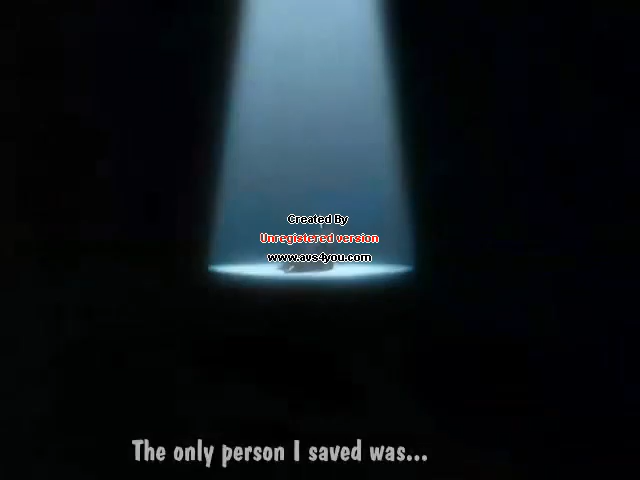 Created By
Unregistered version
www.avs4you.com
The only person I saved was...